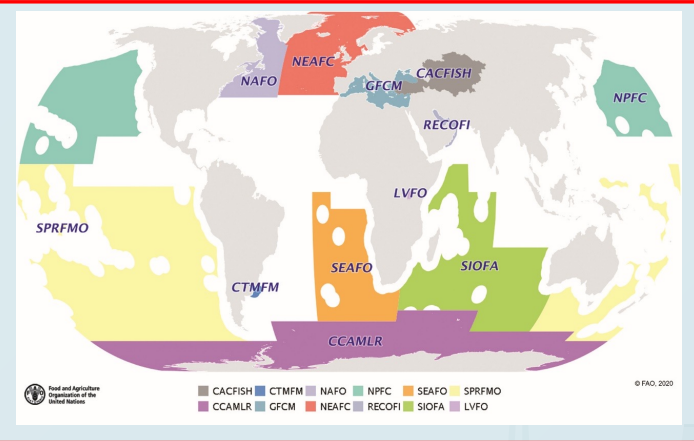 NEAFC
NAFO
CACFISH
GFCM
NPFC
RECOFI
LVFO
SPRFMO
SEAFO
SIOFA
CTMFM
CCAMLR
Food and Agriculture
Organization of the
United Nations
CACFISH CTMFM NAFO NPFC SEAFO SPRFMO
CCAMLR GFCM NEAFC RECOFI SIOFA LVFO
© FAO, 2020